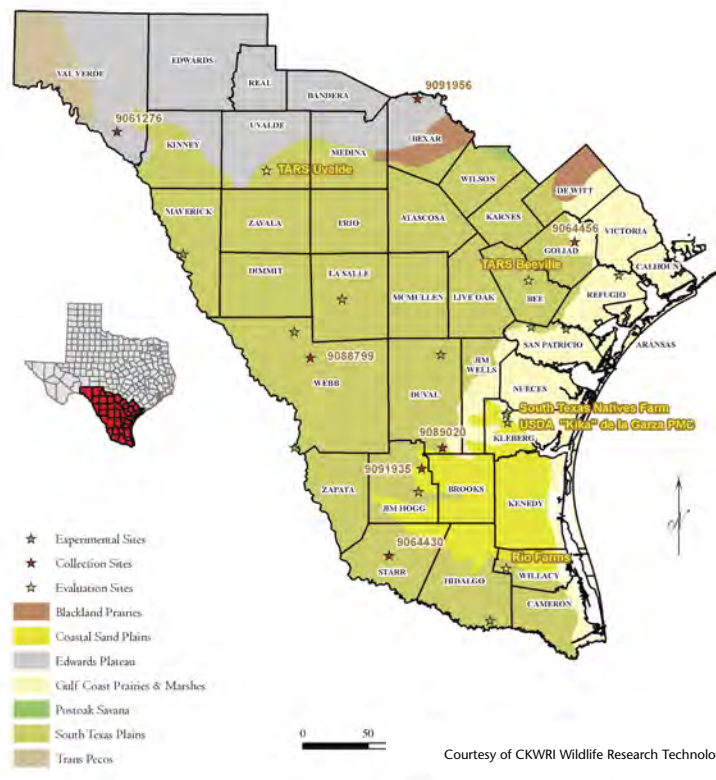 EDWARDS
VAL VERDE
REAL
BANDERA
9091956
9061276
UVALDE
BEXAR
KINNEY
MEDINA
TARS Uvalde
WILSON
DE WITT
MAVERICK
ZAVALA
FRIO
ATASCOSA
KARNES
9064456
VICTORIA
GOLIAD
TARS Beeville
CALHOUN
DIMMIT
LA SALLE
BEE
REFUGIO
MCMULLEN
LIVE OAK
SAN PATRICIO
ARANSAS
9088799
JIM
WELLS
WEBB
DUVAL
NUECES
South Texas Natives Farm
USDA "Kika" de la Garza PMC
9089020
KLEBERG
9091935
ZAPATA
BROOKS
KENEDY
JIM HOGG
9064430
Rio Farms
STARR
WILLACY
HIDALGO
CAMERON
N
Experimental Sites
Collection Sites
Evaluation Sites
Blackland Prairies
Coastal Sand Plains
Edwards Plateau
Gulf Coast Prairies & Marshes
Postoak Savana
South Texas Plains
Trans Pecos
0 50
Courtesy of CKWRI Wildlife Research Technolo